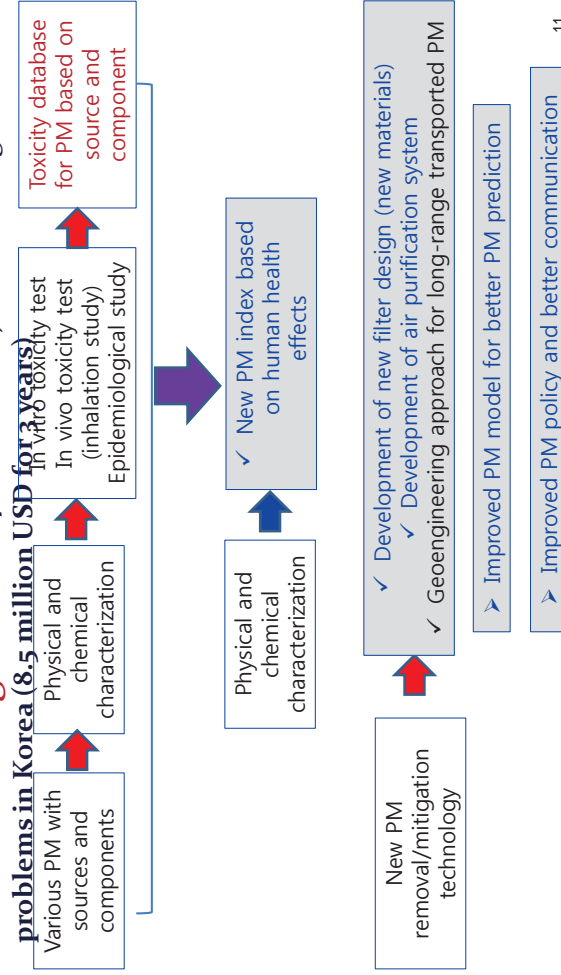 problems in Korea (8.5 million USD for 3 years)
Various PM with
sources and
components
Physical and
chemical
characterization
In vitro toxicity test
In vivo toxicity test
(inhalation study)
Epidemiological study
Toxicity database
for PM based on
source and
component
Physical and
chemical
characterization
✓ New PM index based
on human health
effects
New PM
removal/mitigation
technology
✓ Development of new filter design (new materials)
✓ Development of air purification system
✓ Geoengineering approach for long-range transported PM
➢ Improved PM model for better PM prediction
➢ Improved PM policy and better communication
11